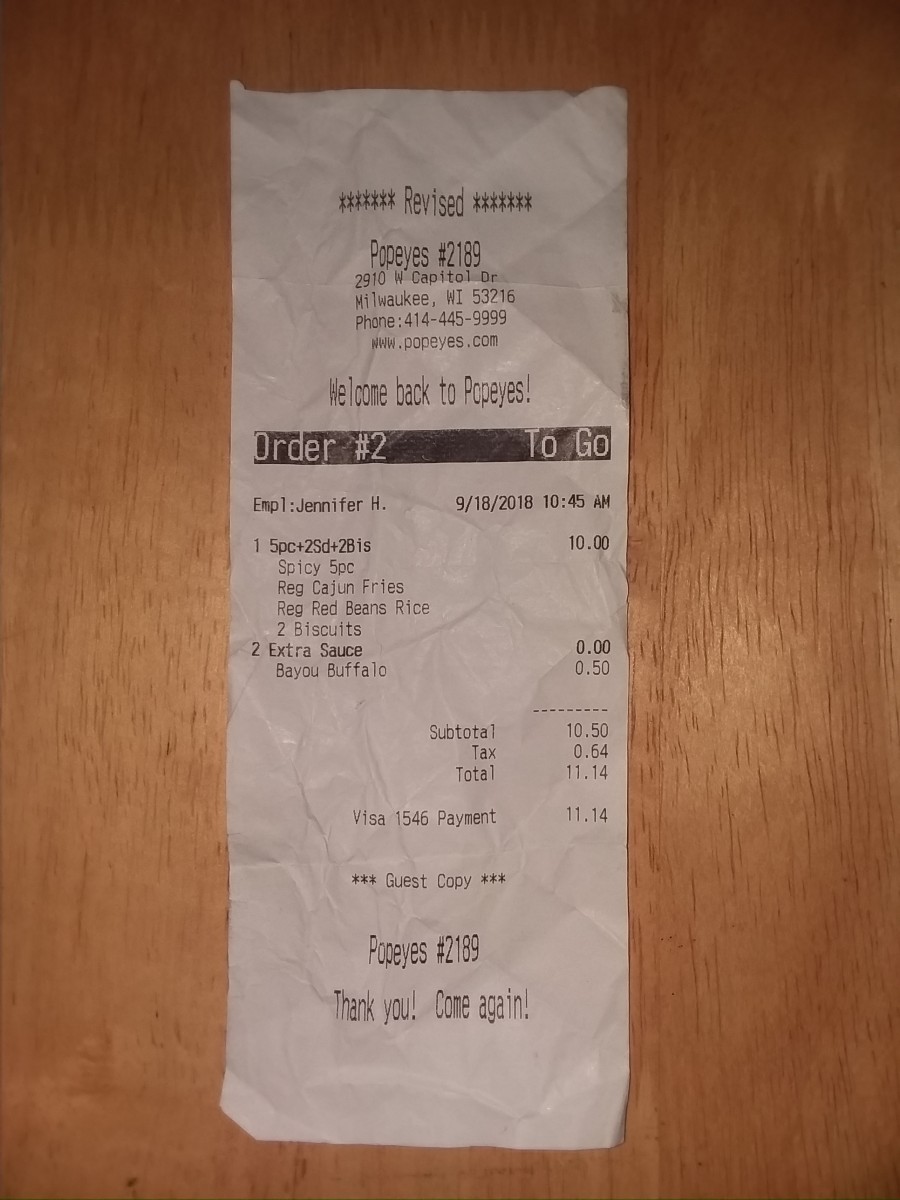 ******* Revised *******
Popeyes #2189
2910 W Capitol Dr
Milwaukee, WI 53216
Phone:414-445-9999
www.popeyes.com
Welcome back to Popeyes!
Order #2 To Go
Empl:Jennifer H. 9/18/2018 10:45 AM
1 5pc+2Sd+2Bis 10.00
Spicy 5pc
Reg Cajun Fries
Reg Red Beans Rice
2 Biscuits
2 Extra Sauce 0.00
Bayou Buffalo 0.50
---------
Subtotal 10.50
Tax 0.64
Total 11.14
Visa 1546 Payment 11.14
*** Guest Copy ***
Popeyes #2189
Thank you! Come again!